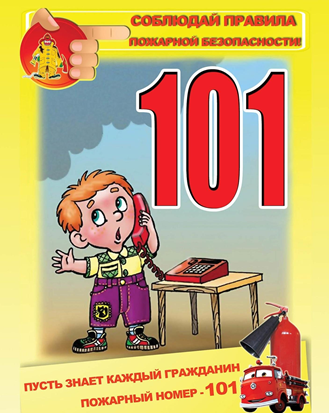 СОБЛЮДАЙ ПРАВИЛА
ПОЖАРНОЙ БЕЗОПАСНОСТИ!
101
ПУСТЬ ЗНАЕТ КАЖДЫЙ ГРАЖДАНИН
ПОЖАРНЫЙ НОМЕР - 101